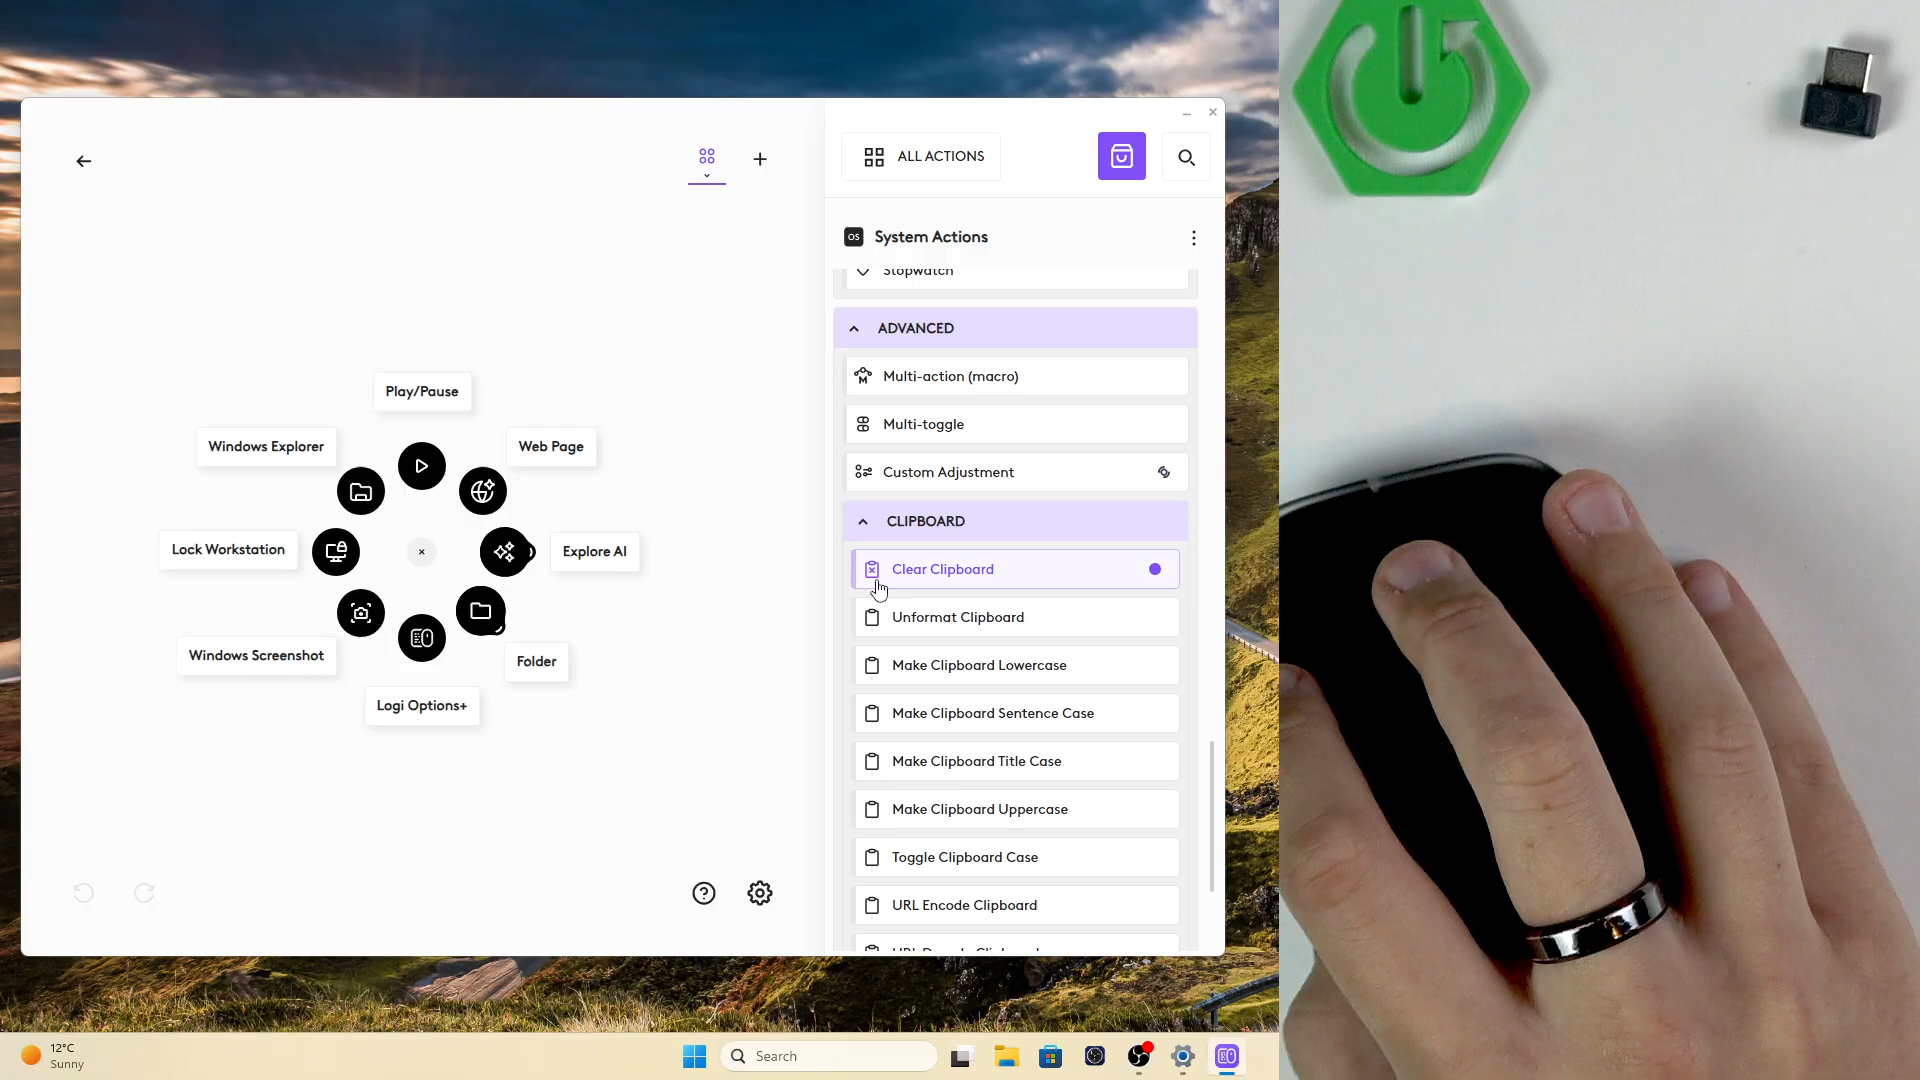 ALL ACTIONS
OS
System Actions
Stopwatch
ADVANCED
Multi-action (macro)
Multi-toggle
Custom Adjustment
CLIPBOARD
Clear Clipboard
Unformat Clipboard
Make Clipboard Lowercase
Make Clipboard Sentence Case
Make Clipboard Title Case
Make Clipboard Uppercase
Toggle Clipboard Case
URL Encode Clipboard
Play/Pause
Windows Explorer
Web Page
Lock Workstation
Explore AI
Windows Screenshot
Folder
Logi Options+
12°C
Sunny
Search